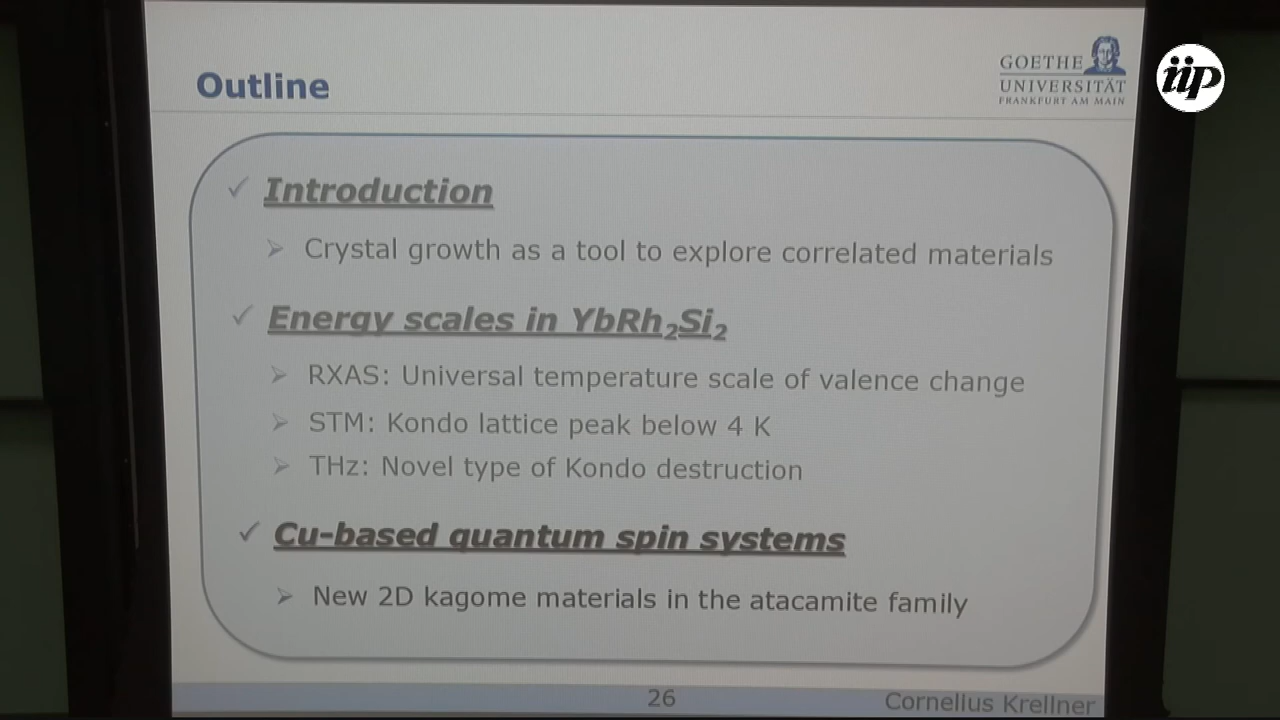 Outline
GOETHE
UNIVERSITÄT
FRANKFURT AM MAIN
iip
✓ Introduction
➢ Crystal growth as a tool to explore correlated materials
✓ Energy scales in YbRh₂Si₂
➢ RXAS: Universal temperature scale of valence change
➢ STM: Kondo lattice peak below 4 K
➢ THz: Novel type of Kondo destruction
✓ Cu-based quantum spin systems
➢ New 2D kagome materials in the atacamite family
26
Cornelius Krellner